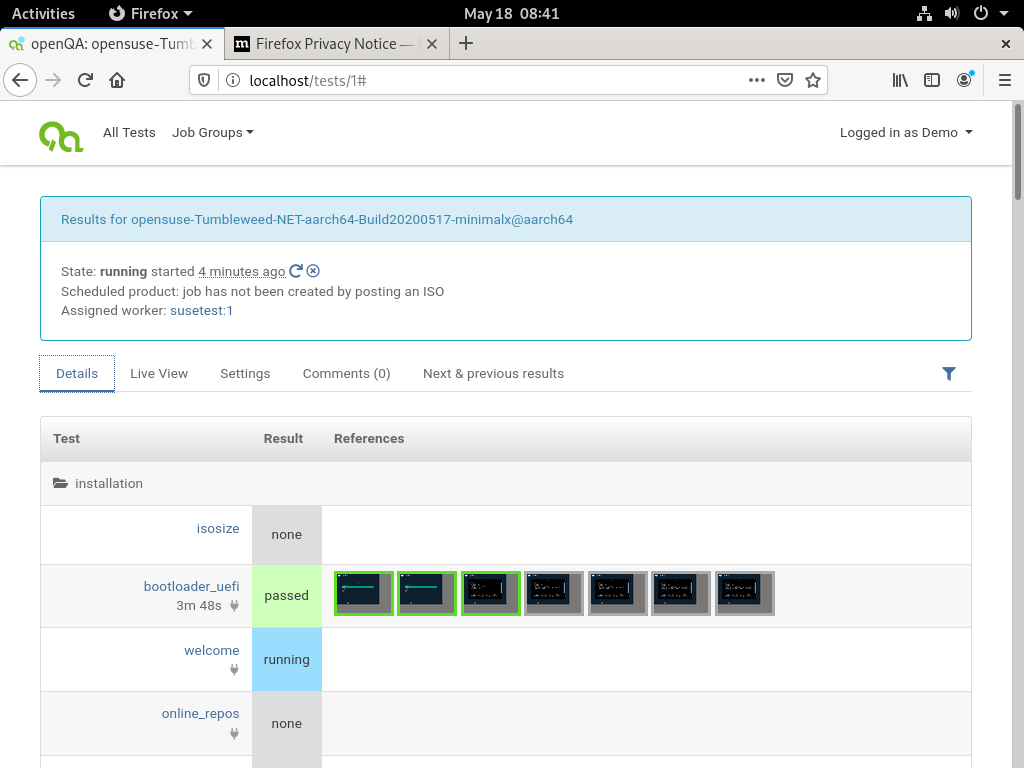 Activities Firefox May 18 08:41
openQA: opensuse-Tumb Firefox Privacy Notice —
localhost/tests/1#
All Tests Job Groups Logged in as Demo
Results for opensuse-Tumbleweed-NET-aarch64-Build20200517-minimalx@aarch64
State: running started 4 minutes ago
Scheduled product: job has not been created by posting an ISO
Assigned worker: susetest:1
Details Live View Settings Comments (0) Next & previous results
Test Result References
installation
isosize none
bootloader_uefi
3m 48s passed
welcome running
online_repos none